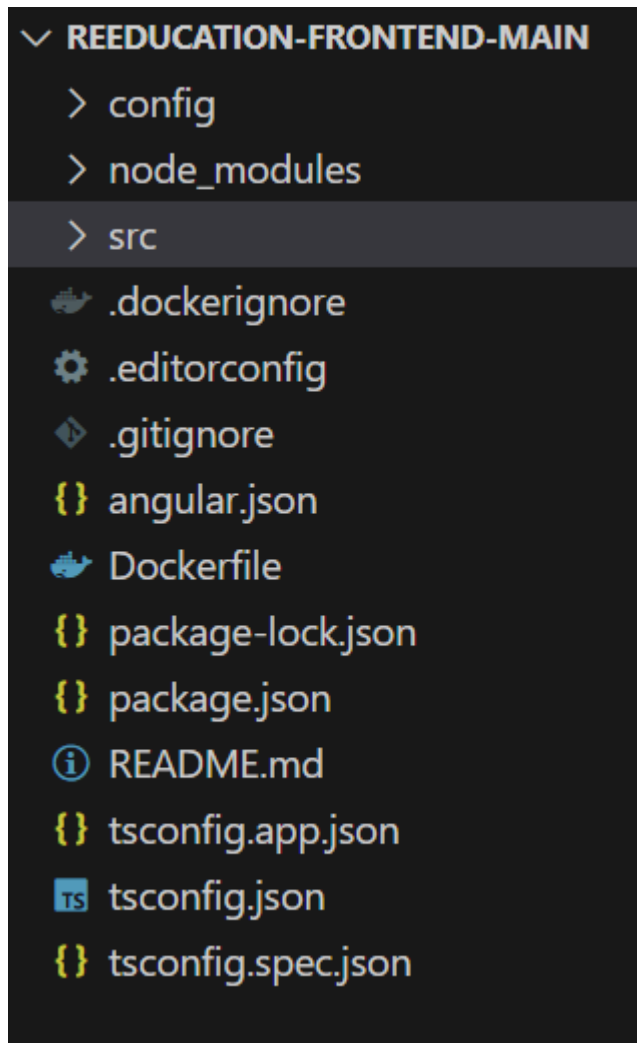 REEDUCATION-FRONTEND-MAIN
config
node_modules
src
.dockerignore
.editorconfig
.gitignore
{} angular.json
Dockerfile
{} package-lock.json
{} package.json
README.md
{} tsconfig.app.json
TS tsconfig.json
{} tsconfig.spec.json